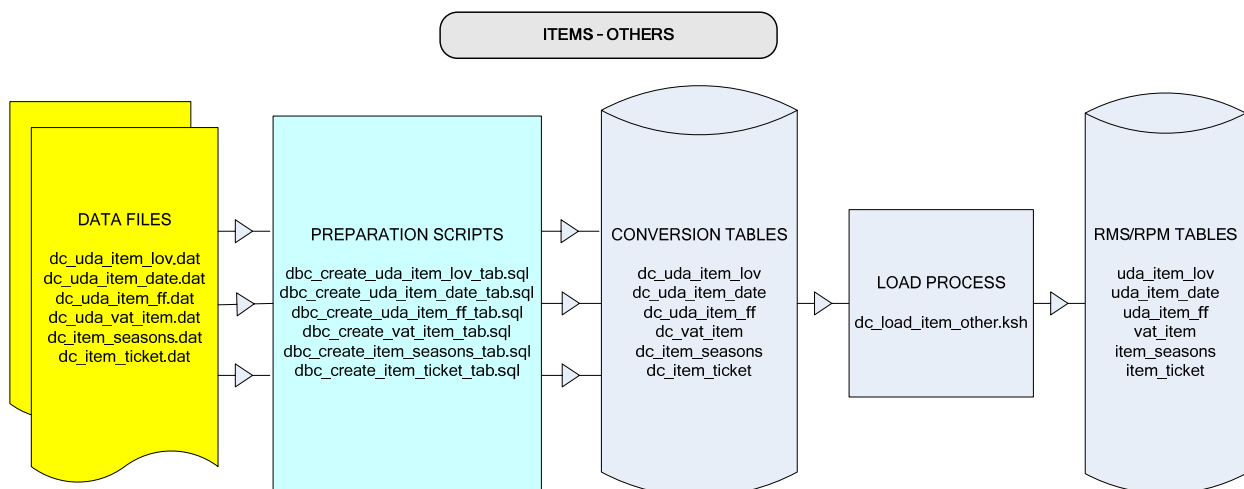 ITEMS - OTHERS
DATA FILES
dc_uda_item_lov.dat
dc_uda_item_date.dat
dc_uda_item_ff.dat
dc_uda_vat_item.dat
dc_item_seasons.dat
dc_item_ticket.dat
PREPARATION SCRIPTS
dbc_create_uda_item_lov_tab.sql
dbc_create_uda_item_date_tab.sql
dbc_create_uda_item_ff_tab.sql
dbc_create_vat_item_tab.sql
dbc_create_item_seasons_tab.sql
dbc_create_item_ticket_tab.sql
CONVERSION TABLES
dc_uda_item_lov
dc_uda_item_date
dc_uda_item_ff
dc_vat_item
dc_item_seasons
dc_item_ticket
LOAD PROCESS
dc_load_item_other.ksh
RMS/RPM TABLES
uda_item_lov
uda_item_date
uda_item_ff
vat_item
item_seasons
item_ticket